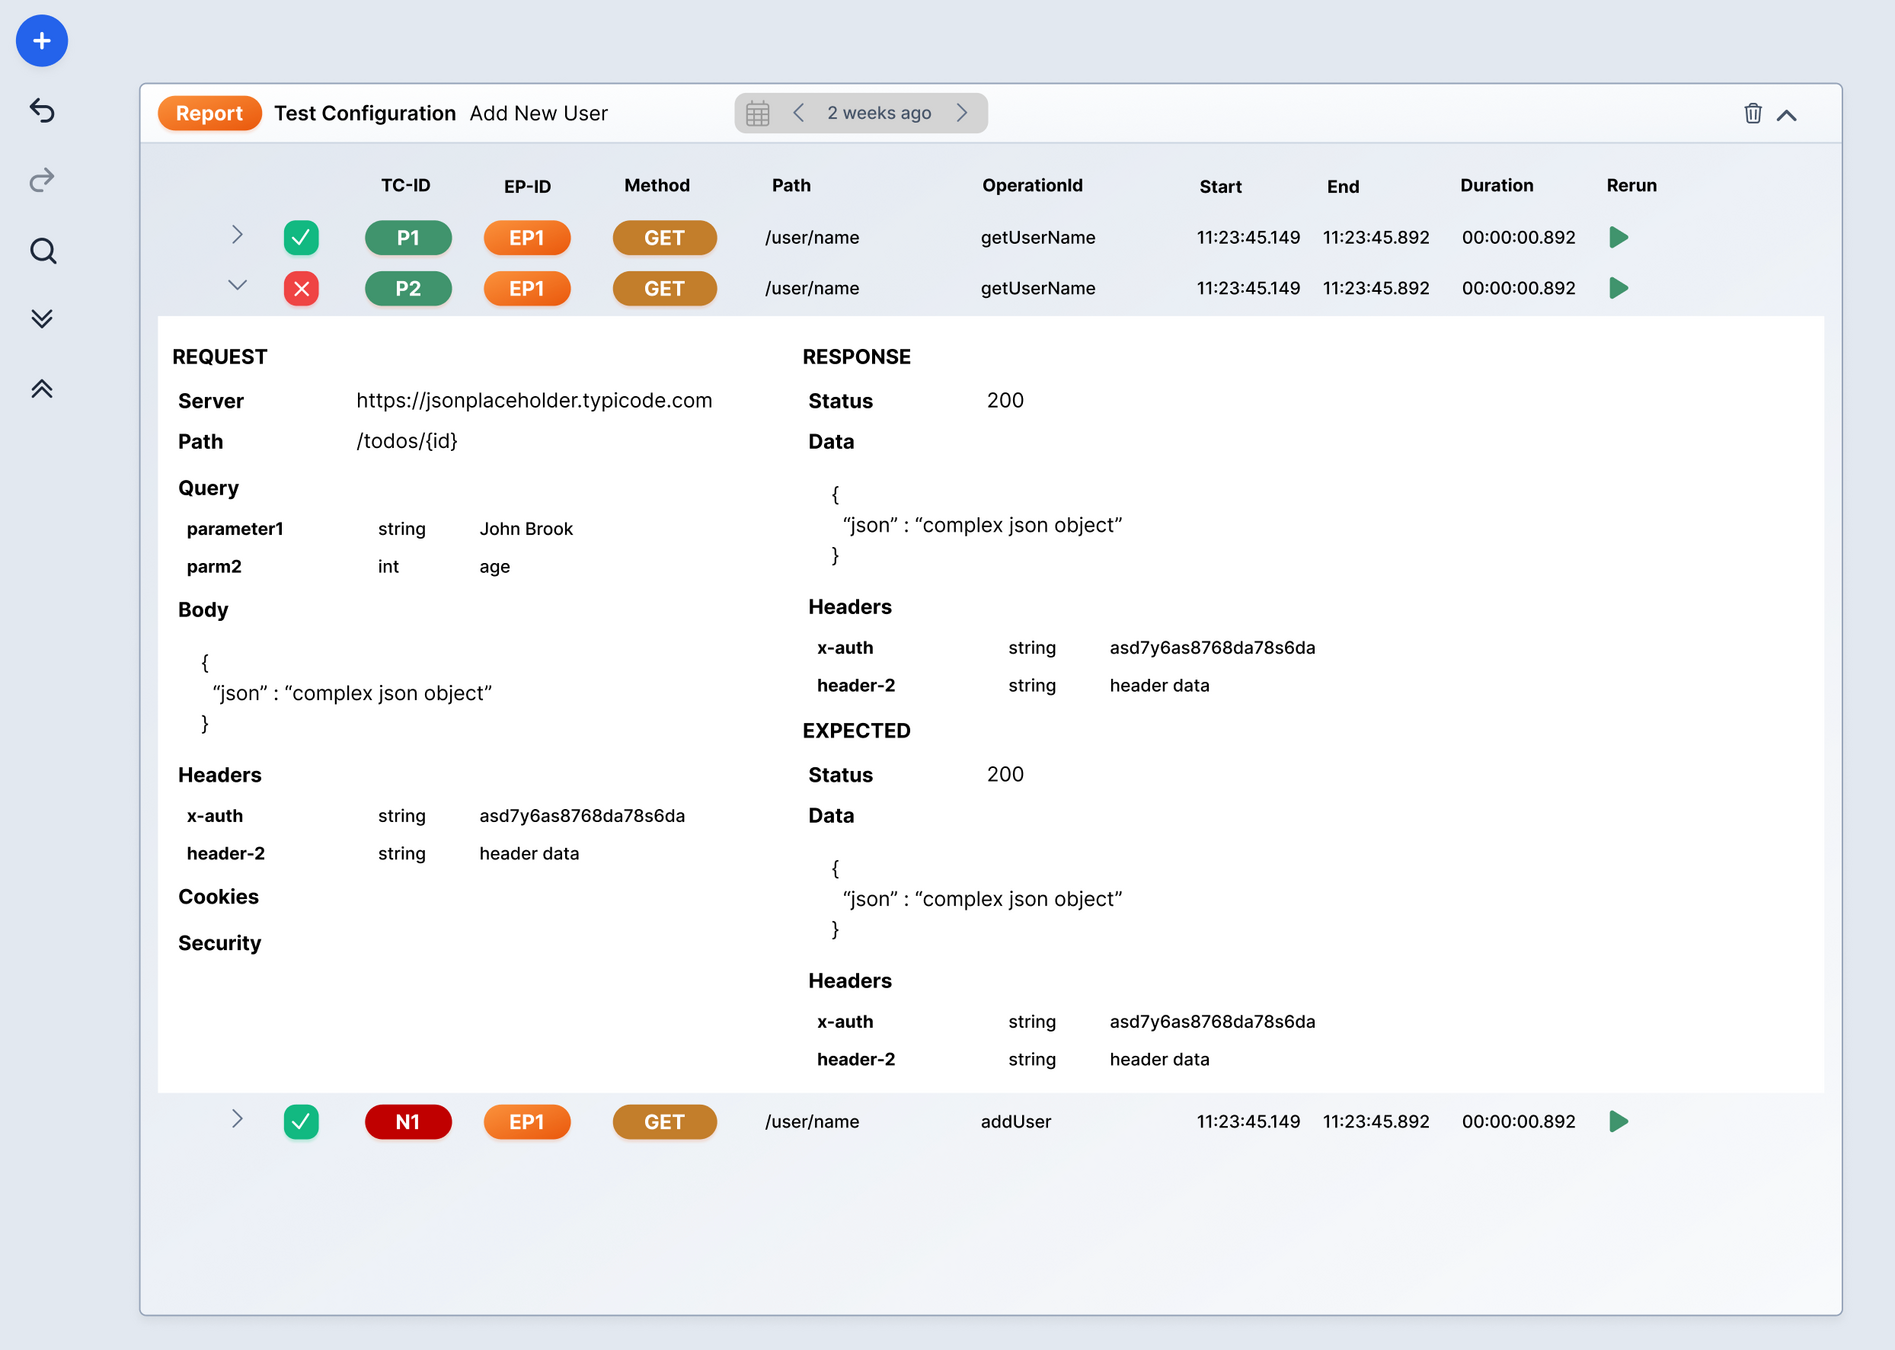 Report Test Configuration Add New User 2 weeks ago
TC-ID EP-ID Method Path OperationId Start End Duration Rerun
P1 EP1 GET /user/name getUserName 11:23:45.149 11:23:45.892 00:00:00.892
P2 EP1 GET /user/name getUserName 11:23:45.149 11:23:45.892 00:00:00.892
REQUEST
Server https://jsonplaceholder.typicode.com
Path /todos/{id}
Query
parameter1 string John Brook
parm2 int age
Body
{
“json” : “complex json object”
}
Headers
x-auth string asd7y6as8768da78s6da
header-2 string header data
Cookies
Security
RESPONSE
Status 200
Data
{
“json” : “complex json object”
}
Headers
x-auth string asd7y6as8768da78s6da
header-2 string header data
EXPECTED
Status 200
Data
{
“json” : “complex json object”
}
Headers
x-auth string asd7y6as8768da78s6da
header-2 string header data
N1 EP1 GET /user/name addUser 11:23:45.149 11:23:45.892 00:00:00.892